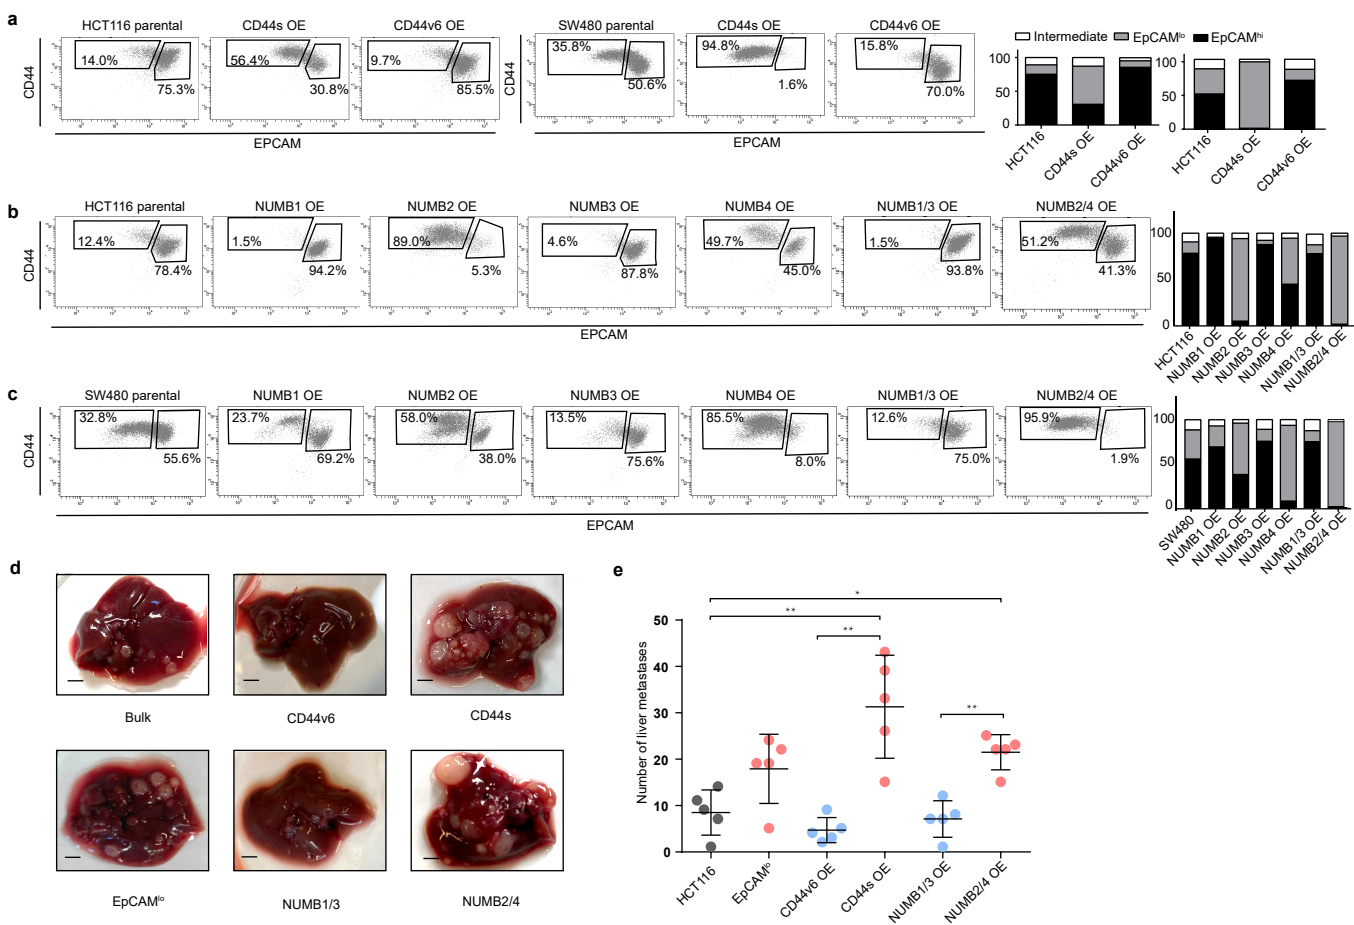 a
HCT116 parental
CD44s OE
CD44v6 OE
SW480 parental
CD44s OE
CD44v6 OE
CD44
14.0%
75.3%
56.4%
30.8%
9.7%
85.5%
CD44
35.8%
50.6%
94.8%
1.6%
15.8%
70.0%
EPCAM
EPCAM
Intermediate EpCAMlo EpCAMhi
100
50
0
HCT116
CD44s OE
CD44v6 OE
100
50
0
HCT116
CD44s OE
CD44v6 OE
b
HCT116 parental
NUMB1 OE
NUMB2 OE
NUMB3 OE
NUMB4 OE
NUMB1/3 OE
NUMB2/4 OE
CD44
12.4%
78.4%
1.5%
94.2%
89.0%
5.3%
4.6%
87.8%
49.7%
45.0%
1.5%
93.8%
51.2%
41.3%
EPCAM
100
50
0
HCT116
NUMB1 OE
NUMB2 OE
NUMB3 OE
NUMB4 OE
NUMB1/3 OE
NUMB2/4 OE
c
SW480 parental
NUMB1 OE
NUMB2 OE
NUMB3 OE
NUMB4 OE
NUMB1/3 OE
NUMB2/4 OE
CD44
32.8%
55.6%
23.7%
69.2%
58.0%
38.0%
13.5%
75.6%
85.5%
8.0%
12.6%
75.0%
95.9%
1.9%
EPCAM
100
50
0
SW480
NUMB1 OE
NUMB2 OE
NUMB3 OE
NUMB4 OE
NUMB1/3 OE
NUMB2/4 OE
d
Bulk
CD44v6
CD44s
EpCAMlo
NUMB1/3
NUMB2/4
e
Number of liver metastases
50
40
30
20
10
0
*
**
**
**
HCT116
EpCAMlo
CD44v6 OE
CD44s OE
NUMB1/3 OE
NUMB2/4 OE